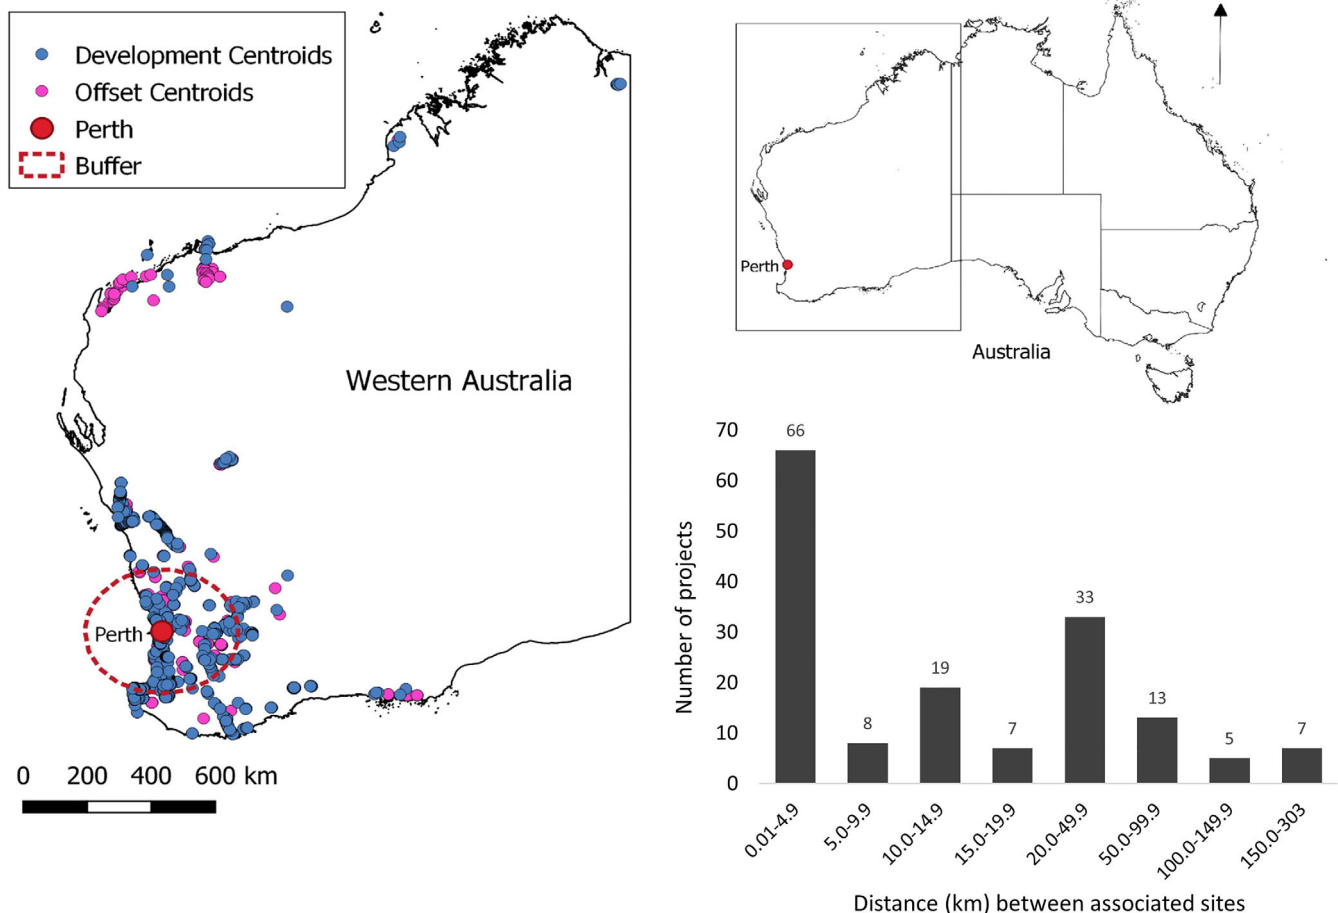 Development Centroids
Offset Centroids
Perth
Buffer
Western Australia
Perth
0 200 400 600 km
Perth
Australia
Number of projects
70
60
50
40
30
20
10
0
66
8
19
7
33
13
5
7
0.01-4.9
5.0-9.9
10.0-14.9
15.0-19.9
20.0-49.9
50.0-99.9
100.0-149.9
150.0-303
Distance (km) between associated sites